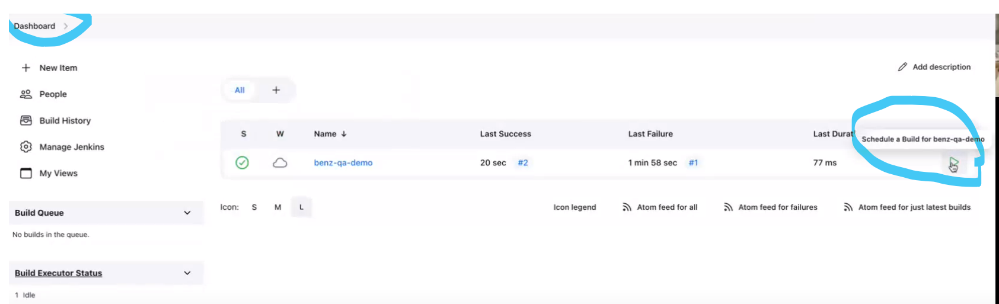 Dashboard
New Item
People
Build History
Manage Jenkins
My Views
Build Queue
No builds in the queue.
Build Executor Status
1 Idle
Add description
All +
S W Name ↓ Last Success Last Failure Last Durati
Schedule a Build for benz-qa-demo
benz-qa-demo 20 sec #2 1 min 58 sec #1 77 ms
Icon: S M L Icon legend Atom feed for all Atom feed for failures Atom feed for just latest builds